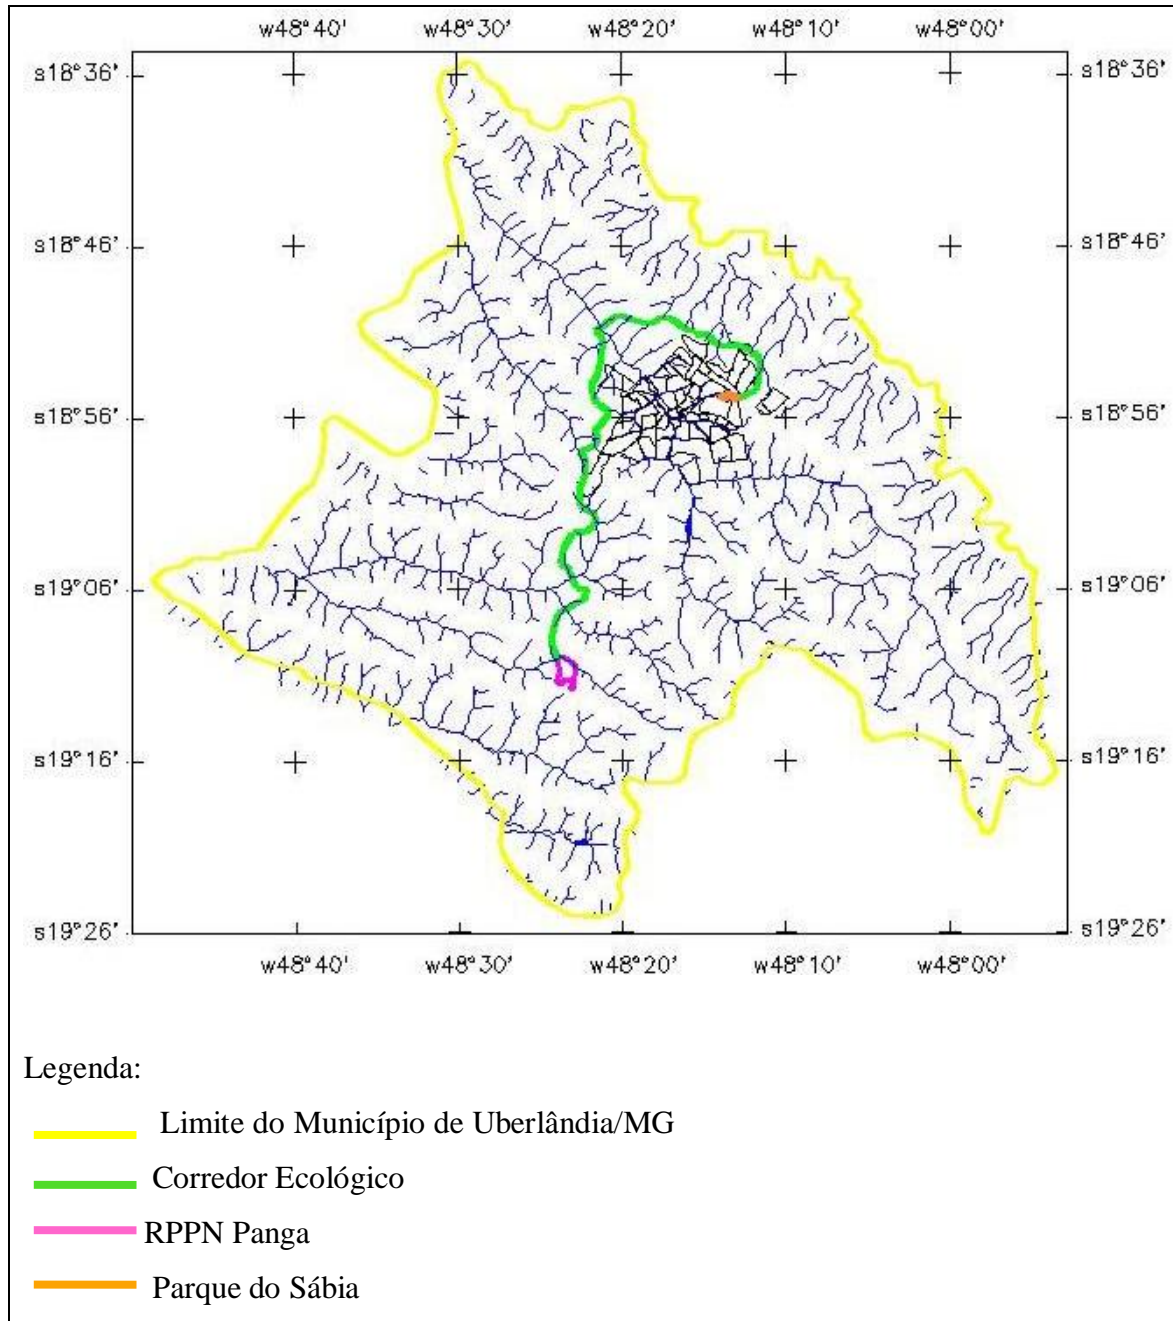 w48°40' w48°30' w48°20' w48°10' w48°00'
s18°36' s18°36'
s18°46' s18°46'
s18°56' s18°56'
s19°06' s19°06'
s19°16' s19°16'
s19°26' s19°26'
w48°40' w48°30' w48°20' w48°10' w48°00'
Legenda:
Limite do Município de Uberlândia/MG
Corredor Ecológico
RPPN Panga
Parque do Sábia